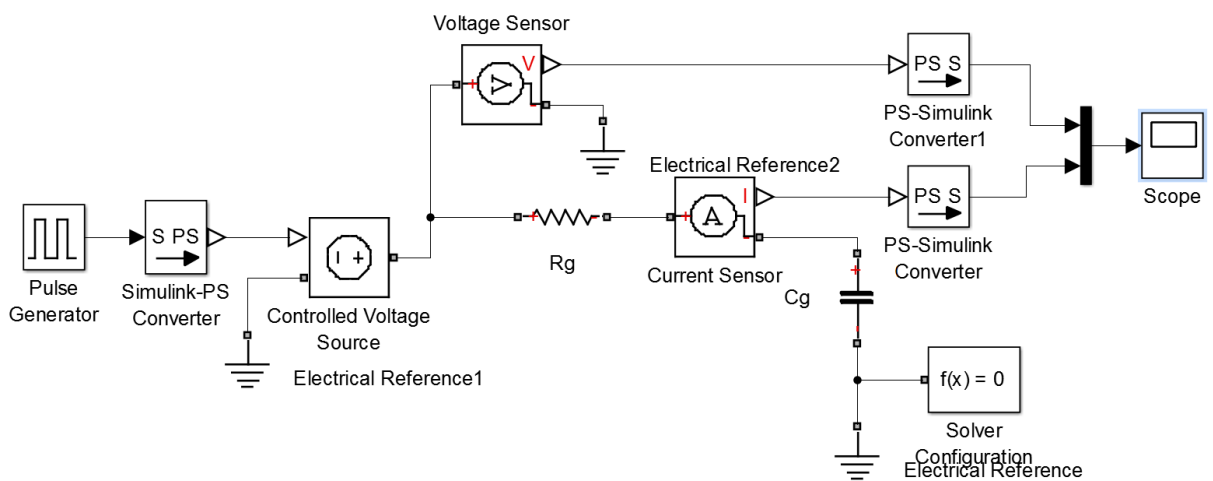 Voltage Sensor
V
+
-
PS S
PS-Simulink
Converter1
Electrical Reference2
Scope
I
A
+
-
PS S
PS-Simulink
Converter
Current Sensor
+
-
Rg
S PS
Pulse
Generator
Simulink-PS
Converter
- +
Controlled Voltage
Source
Electrical Reference1
Cg
+
-
f(x) = 0
Solver
Configuration
Electrical Reference